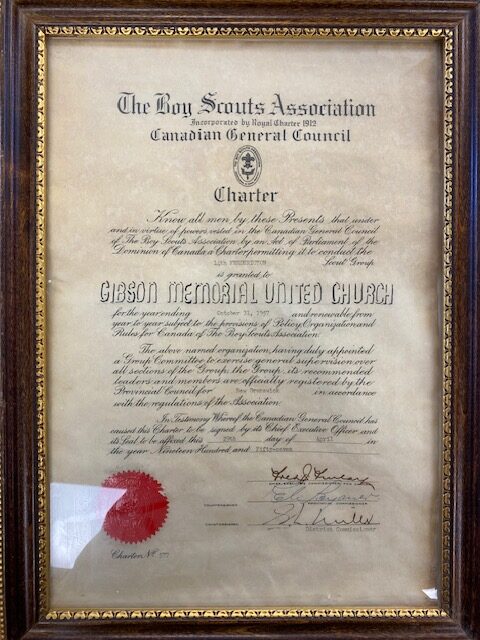 The Boy Scouts Association
Incorporated by Royal Charter 1912
Canadian General Council
Charter
Know all men by these Presents that under
and in virtue of powers vested in the Canadian General Council
of The Boy Scouts Association by an Act of Parliament of the
Dominion of Canada a Charter permitting it to conduct the
14th FREDERICTON Scout Group
is granted to
GIBSON MEMORIAL UNITED CHURCH
for the year ending October 31, 1957 and renewable from
year to year subject to the provisions of Policy, Organization and
Rules for Canada of The Boy Scouts Association.
The above named organization, having duly appointed
a Group Committee to exercise general supervision over
all sections of the Group, the Group, its recommended
leaders and members are officially registered by the
Provincial Council for New Brunswick in accordance
with the regulations of the Association.
In Testimony Whereof the Canadian General Council has
caused this Charter to be signed by its Chief Executive Officer and
its Seal to be affixed this 29th day of April in
the year Nineteen Hundred and Fifty-seven
COUNTERSIGNED
COUNTERSIGNED
District Commissioner
Charter No. 577